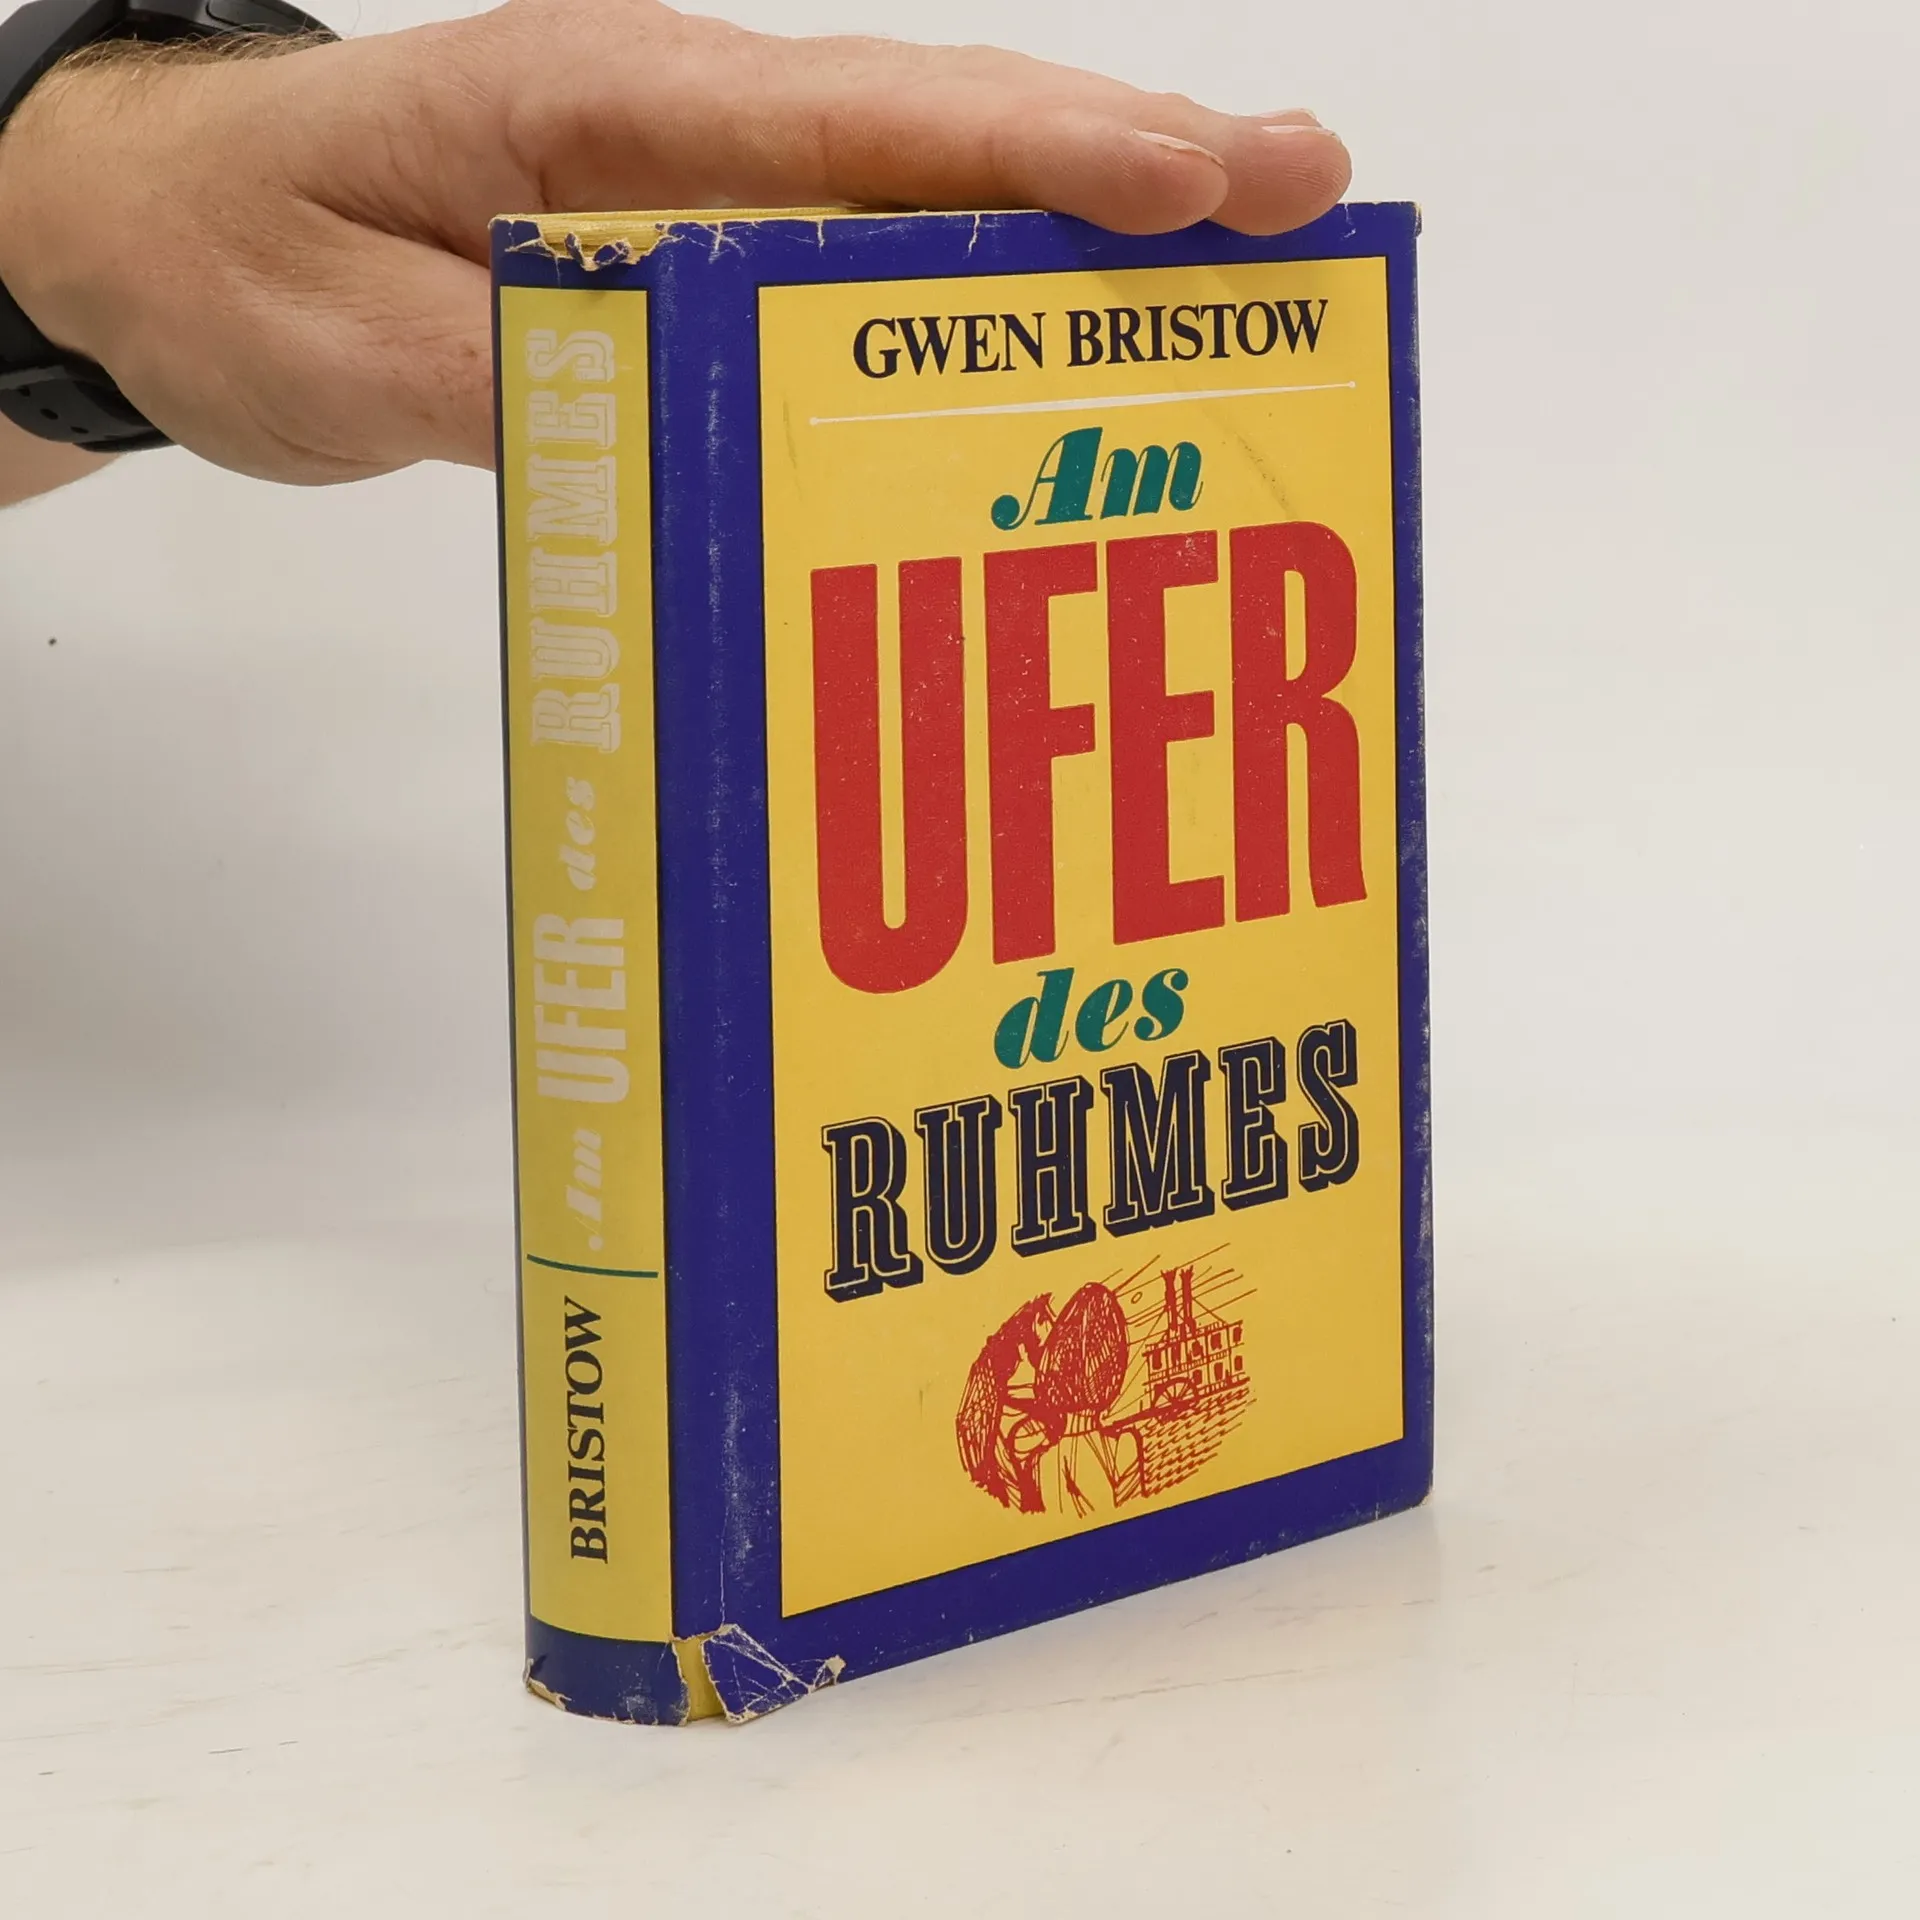 GWEN BRISTOW
Am
UFER
des
RUHMES
BRISTOW
Am UFER des RUHMES